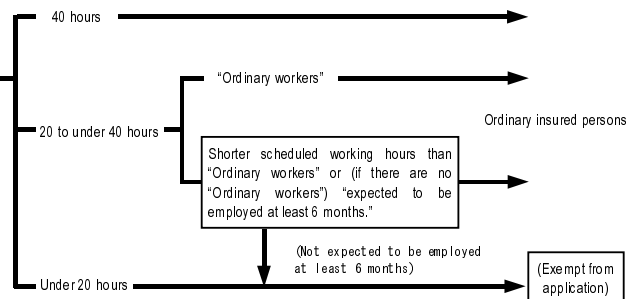 40 hours
“Ordinary workers”
20 to under 40 hours
Ordinary insured persons
Shorter scheduled working hours than
“Ordinary workers” or (if there are no
“Ordinary workers”) “expected to be
employed at least 6 months.”
(Not expected to be employed
at least 6 months)
Under 20 hours
(Exempt from
application)